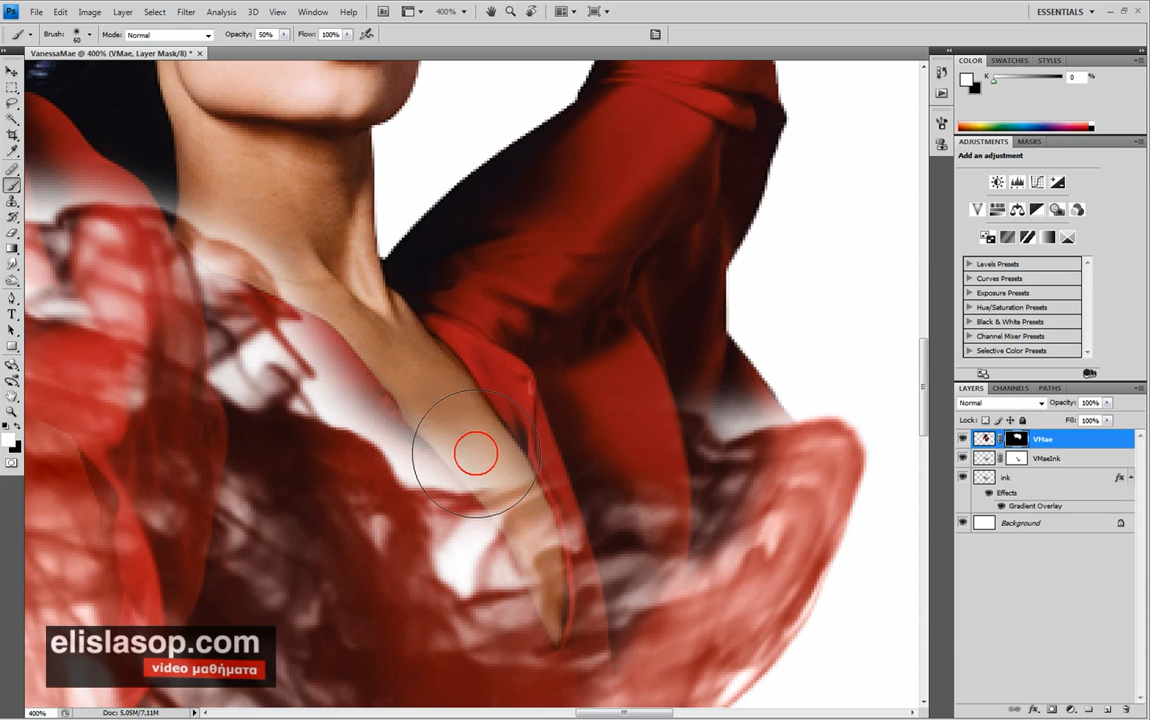 Ps File Edit Image Layer Select Filter Analysis 3D View Window Help Br 400% ESSENTIALS
Brush: 60 Mode: Normal Opacity: 50% Flow: 100%
VanessaMae @ 400% (VMae, Layer Mask/8) *
COLOR SWATCHES STYLES
K 0 %
ADJUSTMENTS MASKS
Add an adjustment
Levels Presets
Curves Presets
Exposure Presets
Hue/Saturation Presets
Black & White Presets
Channel Mixer Presets
Selective Color Presets
LAYERS CHANNELS PATHS
Normal Opacity: 100%
Lock: Fill: 100%
VMae
VMaeInk
ink fx
Effects
Gradient Overlay
Background
elislasop.com
video μαθήματα
400% Doc: 5,05M/7,11M